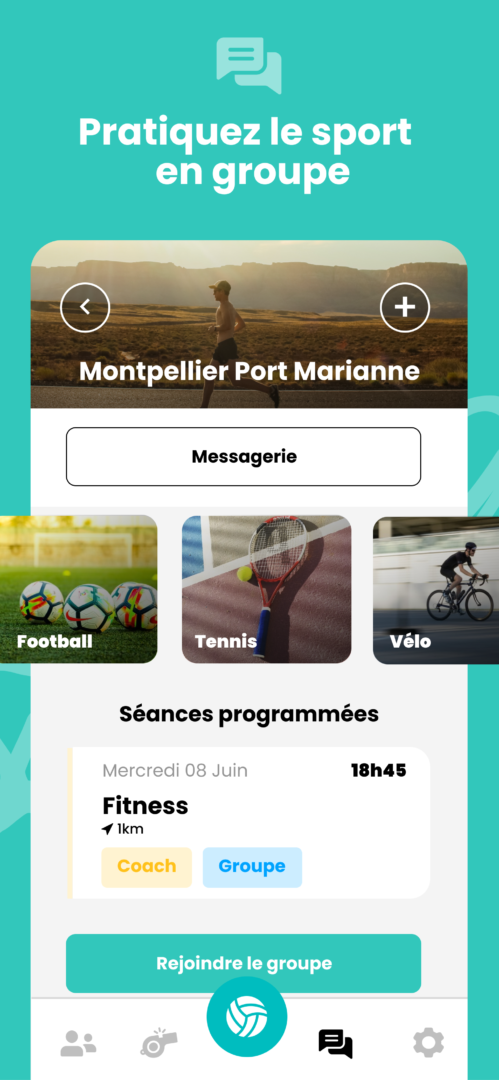 Pratiquez le sport
en groupe
Montpellier Port Marianne
Messagerie
Football
Tennis
Vélo
Séances programmées
Mercredi 08 Juin
18h45
Fitness
1km
Coach
Groupe
Rejoindre le groupe